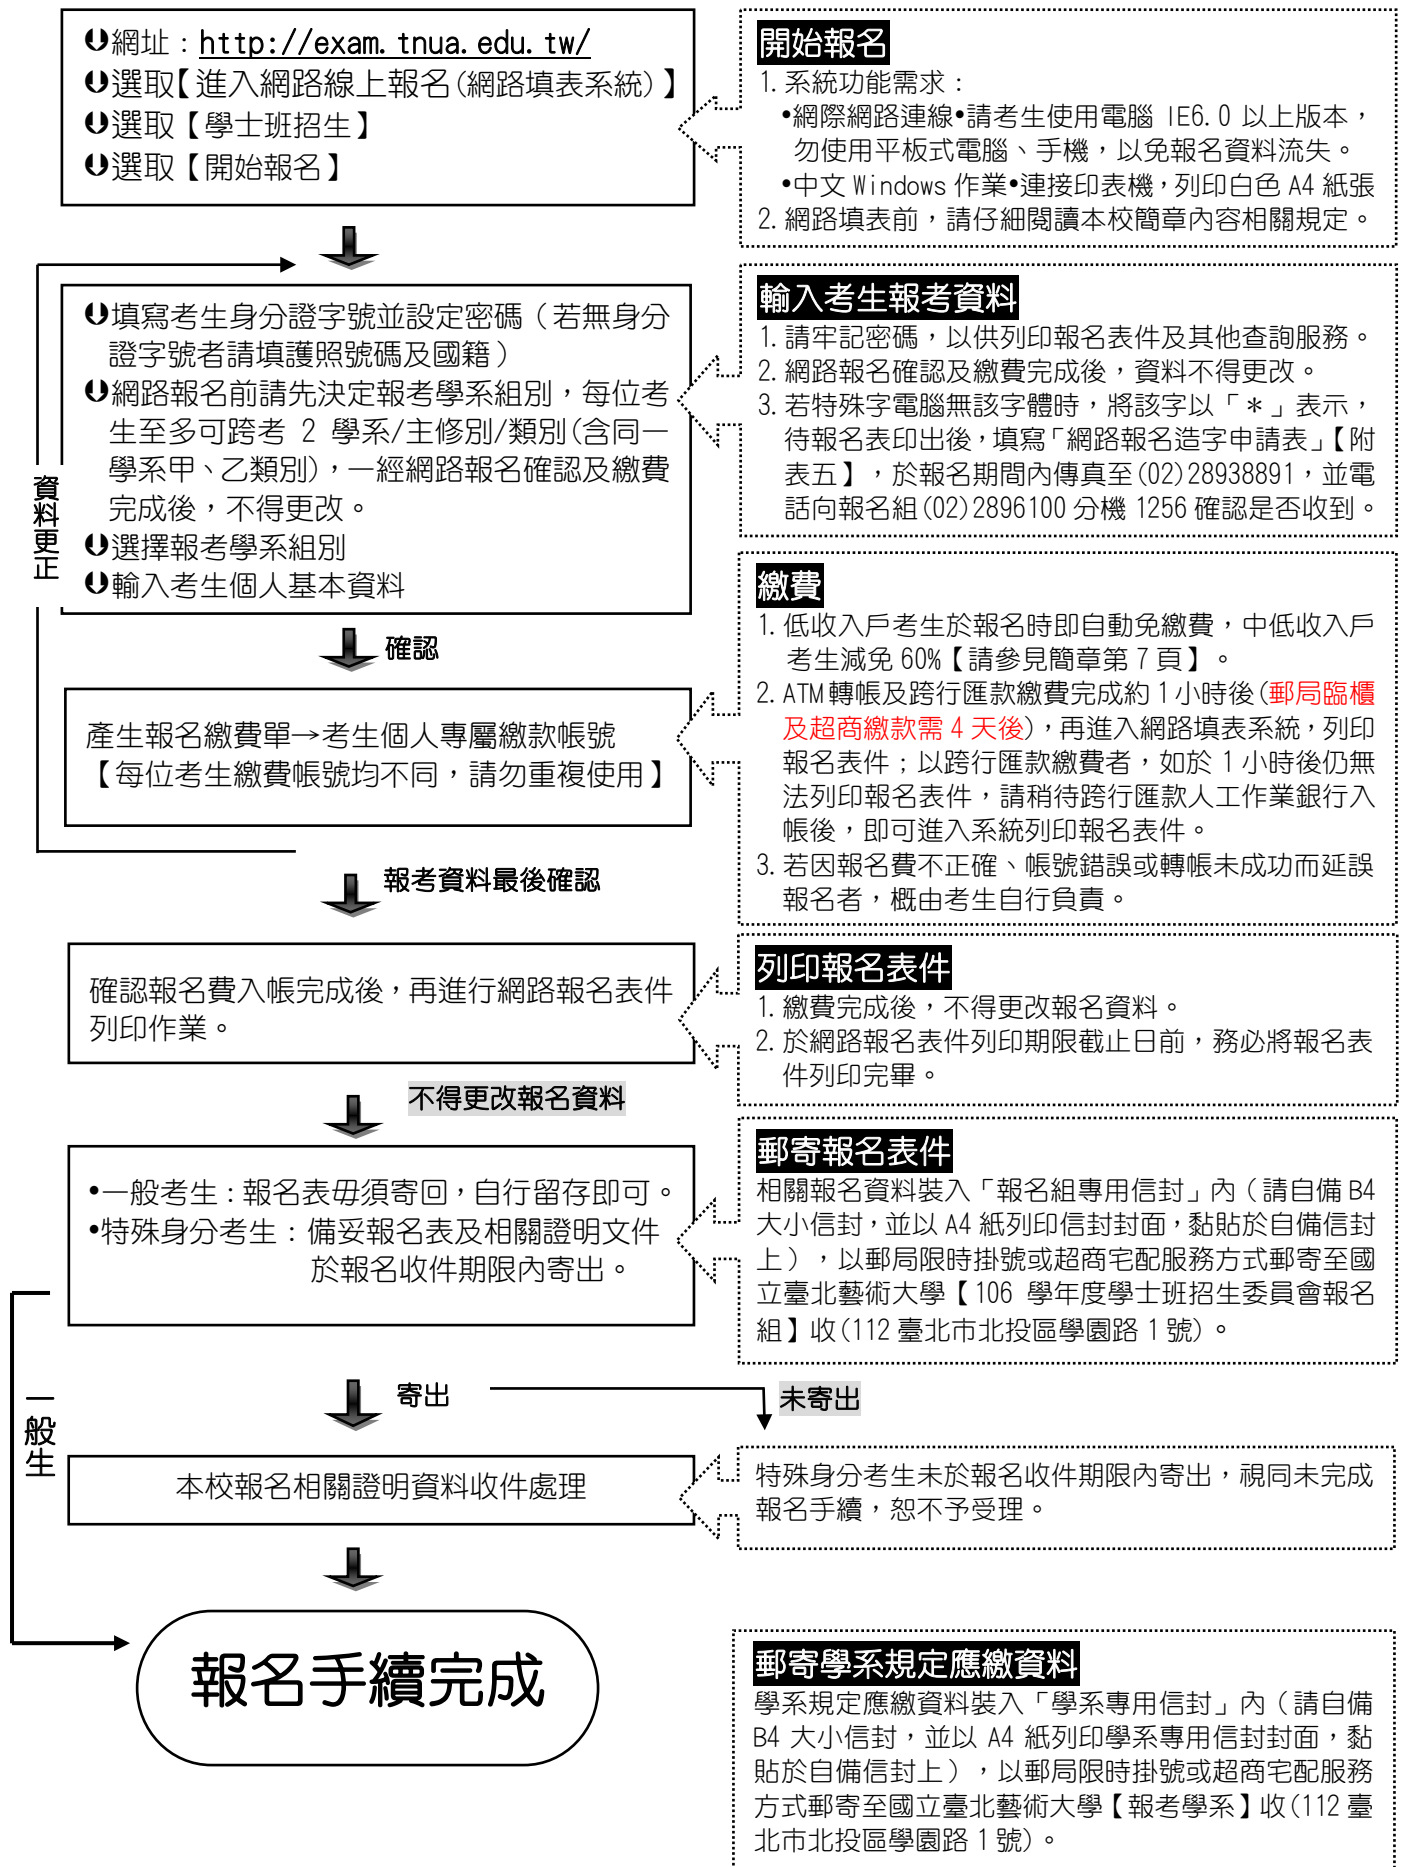 網址：http://exam.tnua.edu.tw/
選取【進入網路線上報名(網路填表系統)】
選取【學士班招生】
選取【開始報名】
開始報名
1. 系統功能需求：
•網際網路連線•請考生使用電腦 IE6.0 以上版本，
勿使用平板式電腦、手機，以免報名資料流失。
•中文 Windows 作業•連接印表機，列印白色 A4 紙張
2. 網路填表前，請仔細閱讀本校簡章內容相關規定。
填寫考生身分證字號並設定密碼（若無身分
證字號者請填護照號碼及國籍）
網路報名前請先決定報考學系組別，每位考
生至多可跨考 2 學系/主修別/類別(含同一
學系甲、乙類別)，一經網路報名確認及繳費
完成後，不得更改。
選擇報考學系組別
輸入考生個人基本資料
資料更正
輸入考生報考資料
1. 請牢記密碼，以供列印報名表件及其他查詢服務。
2. 網路報名確認及繳費完成後，資料不得更改。
3. 若特殊字電腦無該字體時，將該字以「＊」表示，
待報名表印出後，填寫「網路報名造字申請表」【附
表五】，於報名期間內傳真至(02)28938891，並電
話向報名組(02)2896100 分機 1256 確認是否收到。
確認
產生報名繳費單→考生個人專屬繳款帳號
【每位考生繳費帳號均不同，請勿重複使用】
繳費
1. 低收入戶考生於報名時即自動免繳費，中低收入戶
考生減免 60%【請參見簡章第 7 頁】。
2. ATM 轉帳及跨行匯款繳費完成約 1 小時後(郵局臨櫃
及超商繳款需 4 天後)，再進入網路填表系統，列印
報名表件；以跨行匯款繳費者，如於 1 小時後仍無
法列印報名表件，請稍待跨行匯款人工作業銀行入
帳後，即可進入系統列印報名表件。
3. 若因報名費不正確、帳號錯誤或轉帳未成功而延誤
報名者，概由考生自行負責。
報考資料最後確認
確認報名費入帳完成後，再進行網路報名表件
列印作業。
列印報名表件
1. 繳費完成後，不得更改報名資料。
2. 於網路報名表件列印期限截止日前，務必將報名表
件列印完畢。
不得更改報名資料
•一般考生：報名表毋須寄回，自行留存即可。
•特殊身分考生：備妥報名表及相關證明文件
於報名收件期限內寄出。
郵寄報名表件
相關報名資料裝入「報名組專用信封」內（請自備 B4
大小信封，並以 A4 紙列印信封封面，黏貼於自備信封
上），以郵局限時掛號或超商宅配服務方式郵寄至國
立臺北藝術大學【106 學年度學士班招生委員會報名
組】收(112 臺北市北投區學園路 1 號)。
一般生
寄出
未寄出
本校報名相關證明資料收件處理
特殊身分考生未於報名收件期限內寄出，視同未完成
報名手續，恕不予受理。
報名手續完成
郵寄學系規定應繳資料
學系規定應繳資料裝入「學系專用信封」內（請自備
B4 大小信封，並以 A4 紙列印學系專用信封封面，黏
貼於自備信封上），以郵局限時掛號或超商宅配服務
方式郵寄至國立臺北藝術大學【報考學系】收(112 臺
北市北投區學園路 1 號)。